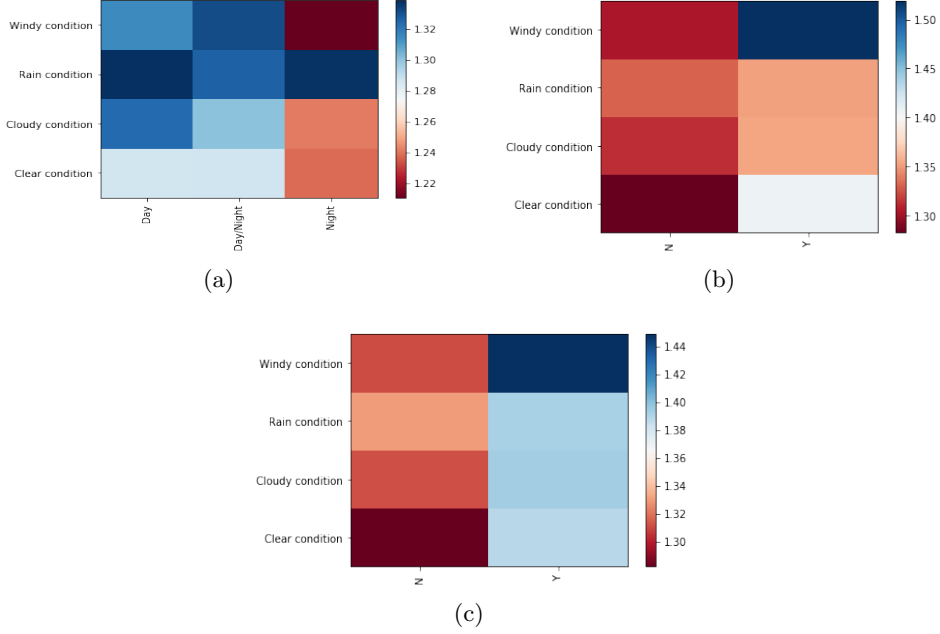 Windy condition
Rain condition
Cloudy condition
Clear condition
Day
Day/Night
Night
1.32
1.30
1.28
1.26
1.24
1.22
(a)
Windy condition
Rain condition
Cloudy condition
Clear condition
N
Y
1.50
1.45
1.40
1.35
1.30
(b)
Windy condition
Rain condition
Cloudy condition
Clear condition
N
Y
1.44
1.42
1.40
1.38
1.36
1.34
1.32
1.30
(c)